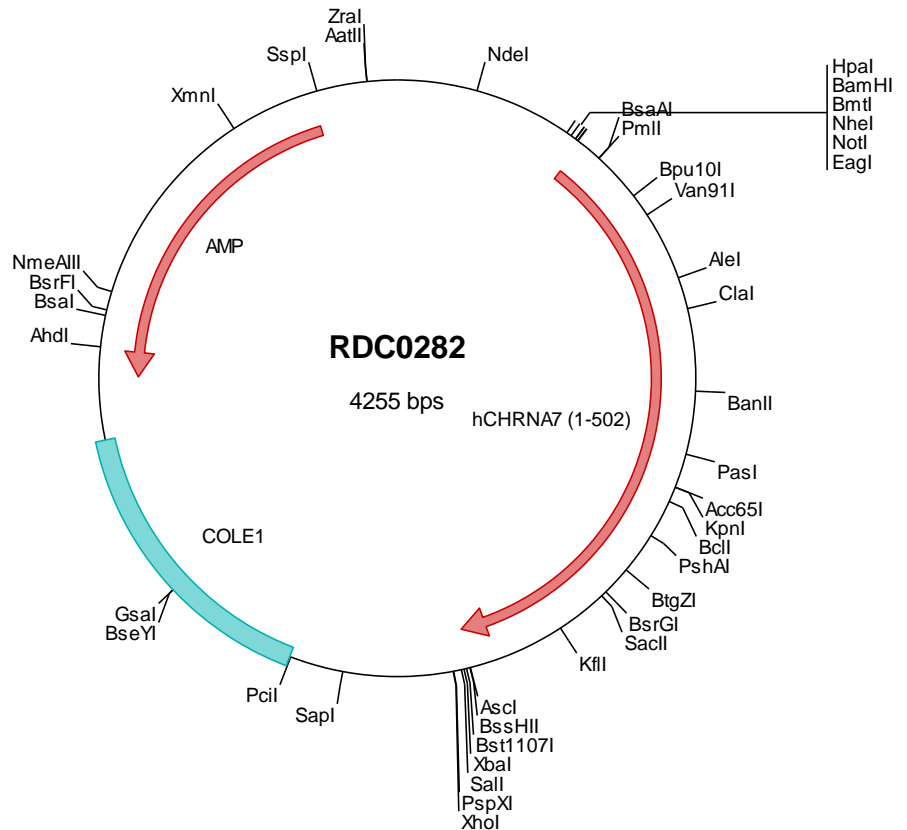 ZraI
AatII
SspI
NdeI
XmnI
HpaI
BamHI
BmtI
NheI
NotI
EagI
BsaAI
PmlI
Bpu10I
Van91I
AleI
ClaI
BanII
PasI
Acc65I
KpnI
BclI
PshAI
BtgZI
BsrGI
SacII
KflI
AscI
BssHII
Bst1107I
XbaI
SalI
PspXI
XhoI
SapI
PciI
GsaI
BseYI
AhdI
BsaI
BsrFI
NmeAIII
AMP
RDC0282
4255 bps
hCHRNA7 (1-502)
COLE1